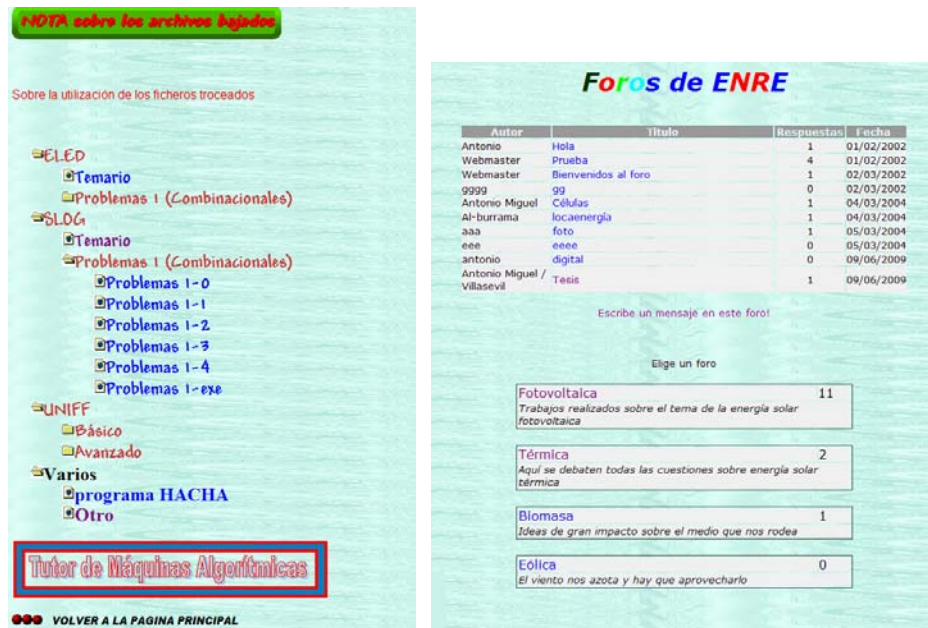 NOTA sobre los archivos bajados
Sobre la utilización de los ficheros troceados
ELED
Temario
Problemas 1 (Combinacionales)
SLOG
Temario
Problemas 1 (Combinacionales)
Problemas 1-0
Problemas 1-1
Problemas 1-2
Problemas 1-3
Problemas 1-4
Problemas 1-exe
UNIFF
Básico
Avanzado
Varios
programa HACHA
Otro
Tutor de Máquinas Algorítmicas
VOLVER A LA PAGINA PRINCIPAL
Foros de ENRE
Autor Título Respuestas Fecha
Antonio Hola 1 01/02/2002
Webmaster Prueba 4 01/02/2002
Webmaster Bienvenidos al foro 1 02/03/2002
gggg gg 0 02/03/2002
Antonio Miguel Células 1 04/03/2004
Al-burrama locaenergía 1 04/03/2004
aaa foto 1 05/03/2004
eee eeee 0 05/03/2004
antonio digital 0 09/06/2009
Antonio Miguel / Villasevil Tesis 1 09/06/2009
Escribe un mensaje en este foro!
Elige un foro
Fotovoltaica 11
Trabajos realizados sobre el tema de la energía solar
fotovoltaica
Térmica 2
Aquí se debaten todas las cuestiones sobre energía solar
térmica
Biomasa 1
Ideas de gran impacto sobre el medio que nos rodea
Eólica 0
El viento nos azota y hay que aprovecharlo